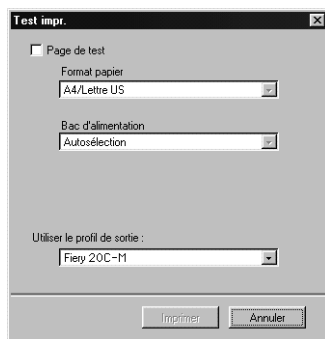 Test impr.
Page de test
Format papier
A4/Lettre US
Bac d'alimentation
Autosélection
Utiliser le profil de sortie :
Fiery 20C-M
Imprimer
Annuler